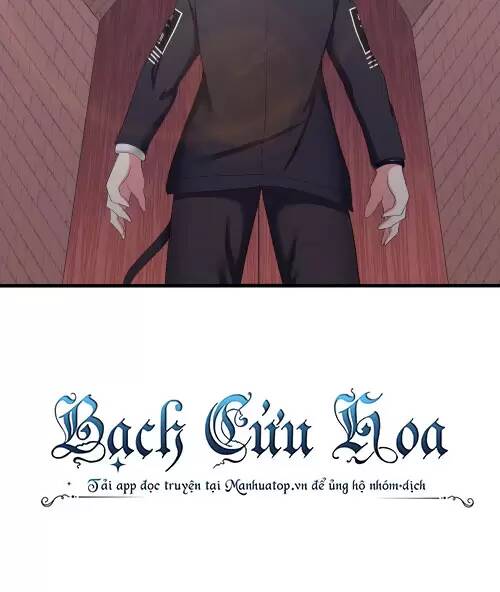 Bạch Cửu Hoa
Tải app đọc truyện tại Manhuatop.vn để ủng hộ nhóm dịch